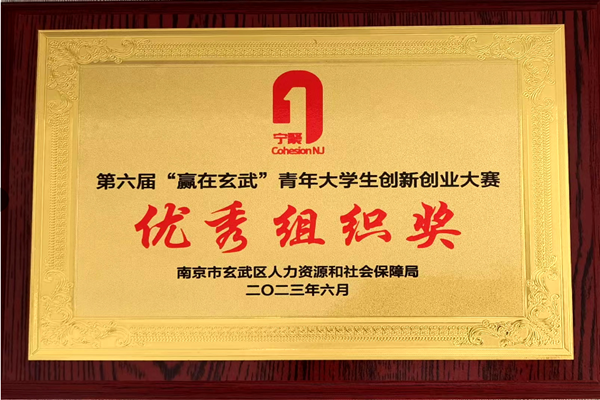 宁聚
Cohesion NJ
第六届“赢在玄武”青年大学生创新创业大赛
优秀组织奖
南京市玄武区人力资源和社会保障局
二〇二三年六月